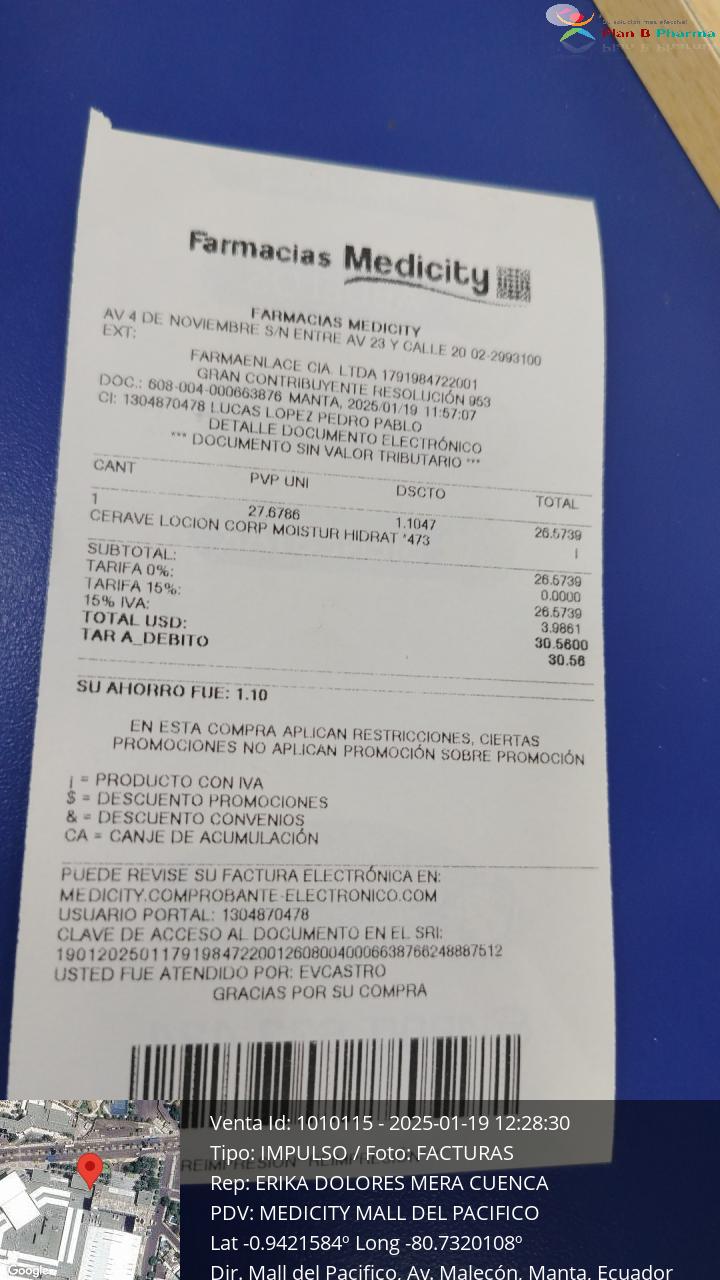 Tu solución más efectiva!
Plan B Pharma
Farmacias Medicity
FARMACIAS MEDICITY
AV 4 DE NOVIEMBRE S/N ENTRE AV 23 Y CALLE 20 02-2993100
EXT:
FARMAENLACE CIA. LTDA 1791984722001
GRAN CONTRIBUYENTE RESOLUCIÓN 953
DOC.: 608-004-000663876 MANTA, 2025/01/19 11:57:07
CI: 1304870478 LUCAS LOPEZ PEDRO PABLO
DETALLE DOCUMENTO ELECTRÓNICO
*** DOCUMENTO SIN VALOR TRIBUTARIO ***
CANT PVP UNI DSCTO TOTAL
1 27.6786 1.1047 26.5739
CERAVE LOCION CORP MOISTUR HIDRAT *473 i
SUBTOTAL: 26.5739
TARIFA 0%: 0.0000
TARIFA 15%: 26.5739
15% IVA: 3.9861
TOTAL USD: 30.5600
TAR A_DEBITO 30.56
SU AHORRO FUE: 1.10
EN ESTA COMPRA APLICAN RESTRICCIONES, CIERTAS
PROMOCIONES NO APLICAN PROMOCIÓN SOBRE PROMOCIÓN
i = PRODUCTO CON IVA
$ = DESCUENTO PROMOCIONES
& = DESCUENTO CONVENIOS
CA = CANJE DE ACUMULACIÓN
PUEDE REVISE SU FACTURA ELECTRÓNICA EN:
MEDICITY.COMPROBANTE-ELECTRONICO.COM
USUARIO PORTAL: 1304870478
CLAVE DE ACCESO AL DOCUMENTO EN EL SRI:
1901202501179198472200126080040006638766248887512
USTED FUE ATENDIDO POR: EVCASTRO
GRACIAS POR SU COMPRA
REIMPRESION REIMPRESION
Venta Id: 1010115 - 2025-01-19 12:28:30
Tipo: IMPULSO / Foto: FACTURAS
Rep: ERIKA DOLORES MERA CUENCA
PDV: MEDICITY MALL DEL PACIFICO
Lat -0.9421584º Long -80.7320108º
Dir. Mall del Pacifico, Av. Malecón, Manta, Ecuador
Google